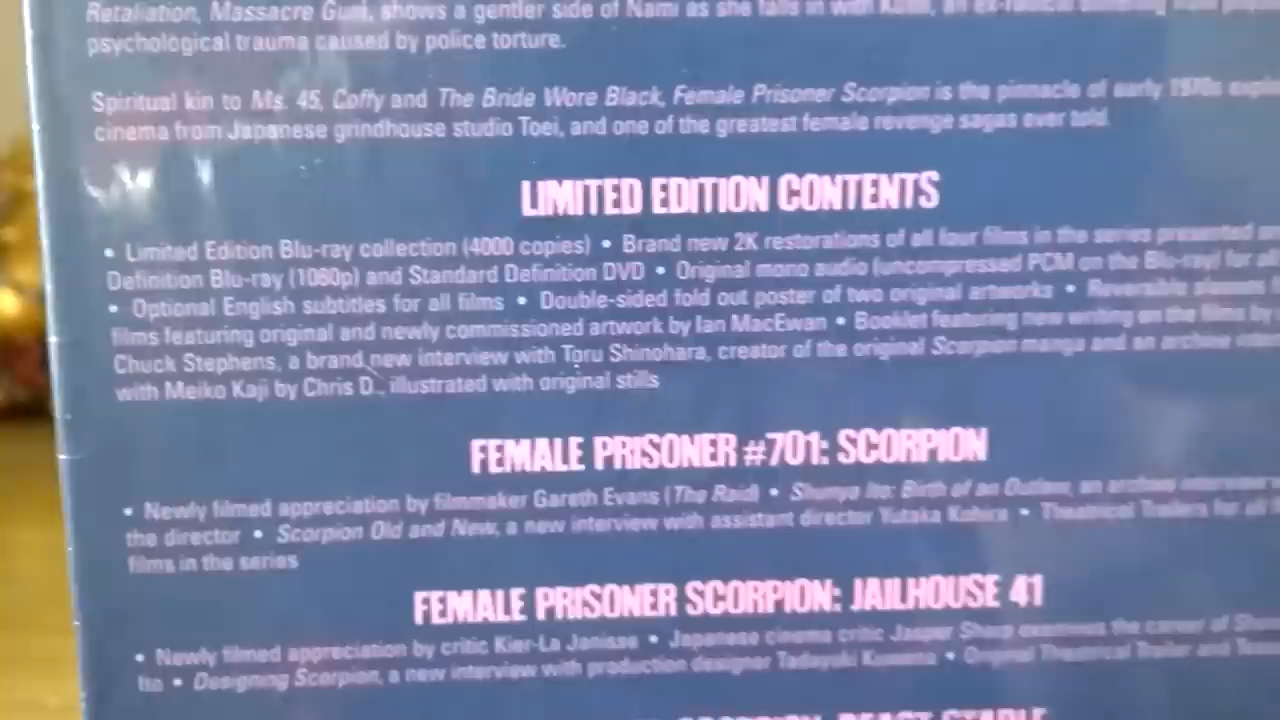 Retaliation, Massacre Gun, shows a gentler side of Nami as she falls in with
psychological trauma caused by police torture.
Spiritual kin to Ms. 45, Coffy and The Bride Wore Black, Female Prisoner Scorpion is the pinnacle of early 1970s
cinema from Japanese grindhouse studio Toei, and one of the greatest female revenge sagas ever told.
LIMITED EDITION CONTENTS
• Limited Edition Blu-ray collection (4000 copies) • Brand new 2K restorations of all four films in the series presented
Definition Blu-ray (1080p) and Standard Definition DVD • Original mono audio (uncompressed PCM on the Blu-ray) for all
• Optional English subtitles for all films • Double-sided fold out poster of two original artworks • Reversible sleeves
films featuring original and newly commissioned artwork by Ian MacEwan • Booklet featuring new writing on the films by
Chuck Stephens, a brand new interview with Toru Shinohara, creator of the original Scorpion manga and an archive
with Meiko Kaji by Chris D., illustrated with original stills
FEMALE PRISONER #701: SCORPION
• Newly filmed appreciation by filmmaker Gareth Evans (The Raid) • Shunya Ito: Birth of an Outlaw, an archive interview
the director • Scorpion Old and New, a new interview with assistant director Yutaka Kohira • Theatrical Trailers for all
films in the series
FEMALE PRISONER SCORPION: JAILHOUSE 41
• Newly filmed appreciation by critic Kier-La Janisse • Japanese cinema critic Jasper Sharp examines the career of
Ito • Designing Scorpion, a new interview with production designer Tadayuki Kuwana • Original Theatrical Trailer and
SCORPION: BEAST STABLE